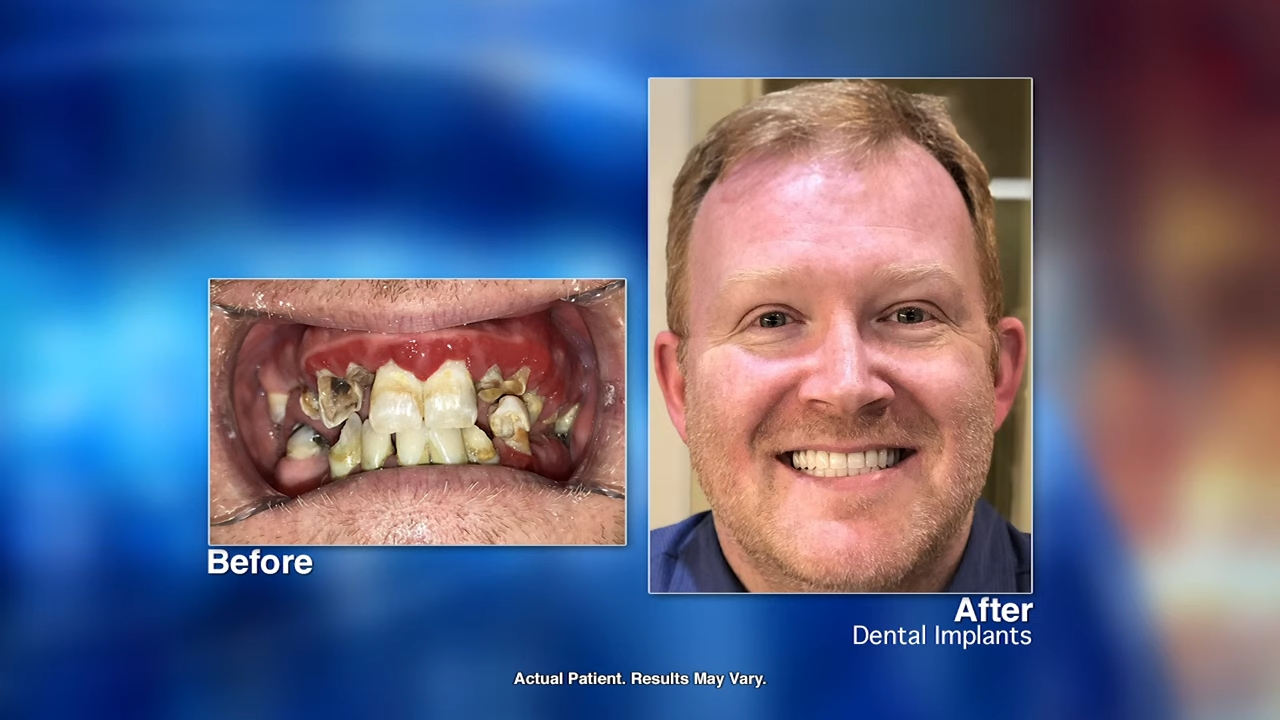 Before
After
Dental Implants
Actual Patient. Results May Vary.